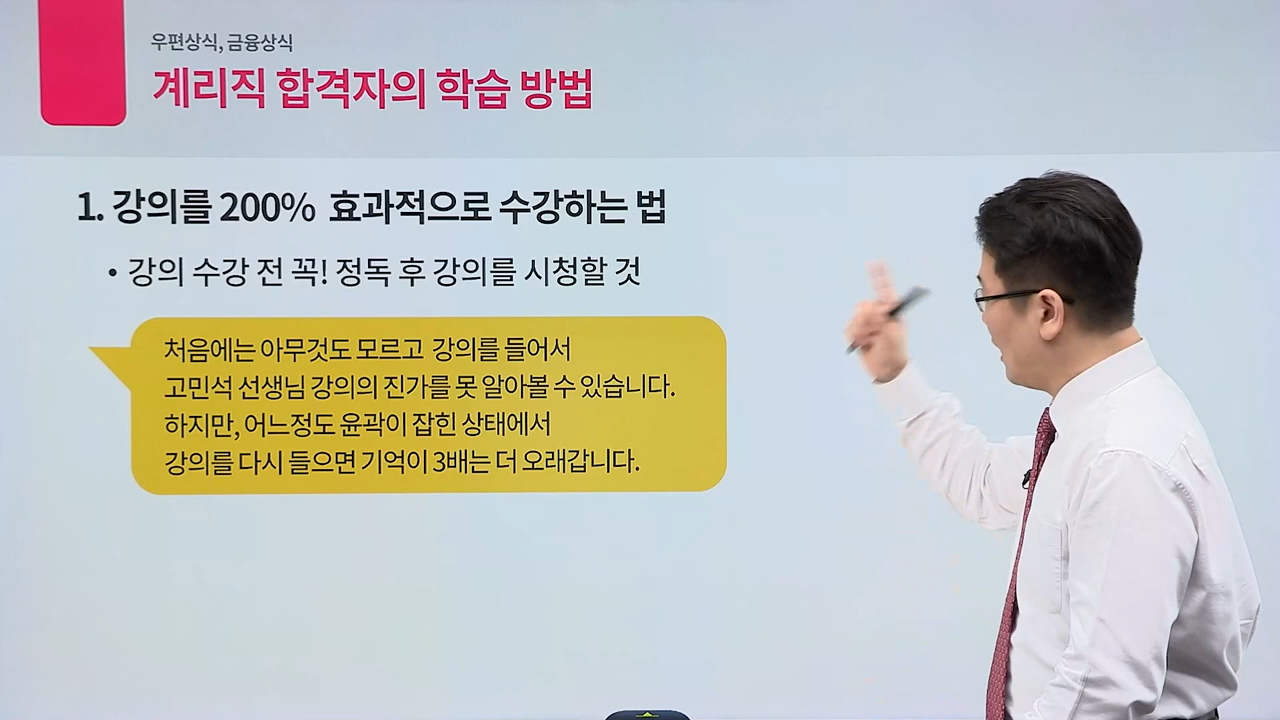 우편상식, 금융상식
계리직 합격자의 학습 방법
1. 강의를 200% 효과적으로 수강하는 법
• 강의 수강 전 꼭! 정독 후 강의를 시청할 것
처음에는 아무것도 모르고 강의를 들어서
고민석 선생님 강의의 진가를 못 알아볼 수 있습니다.
하지만, 어느정도 윤곽이 잡힌 상태에서
강의를 다시 들으면 기억이 3배는 더 오래갑니다.